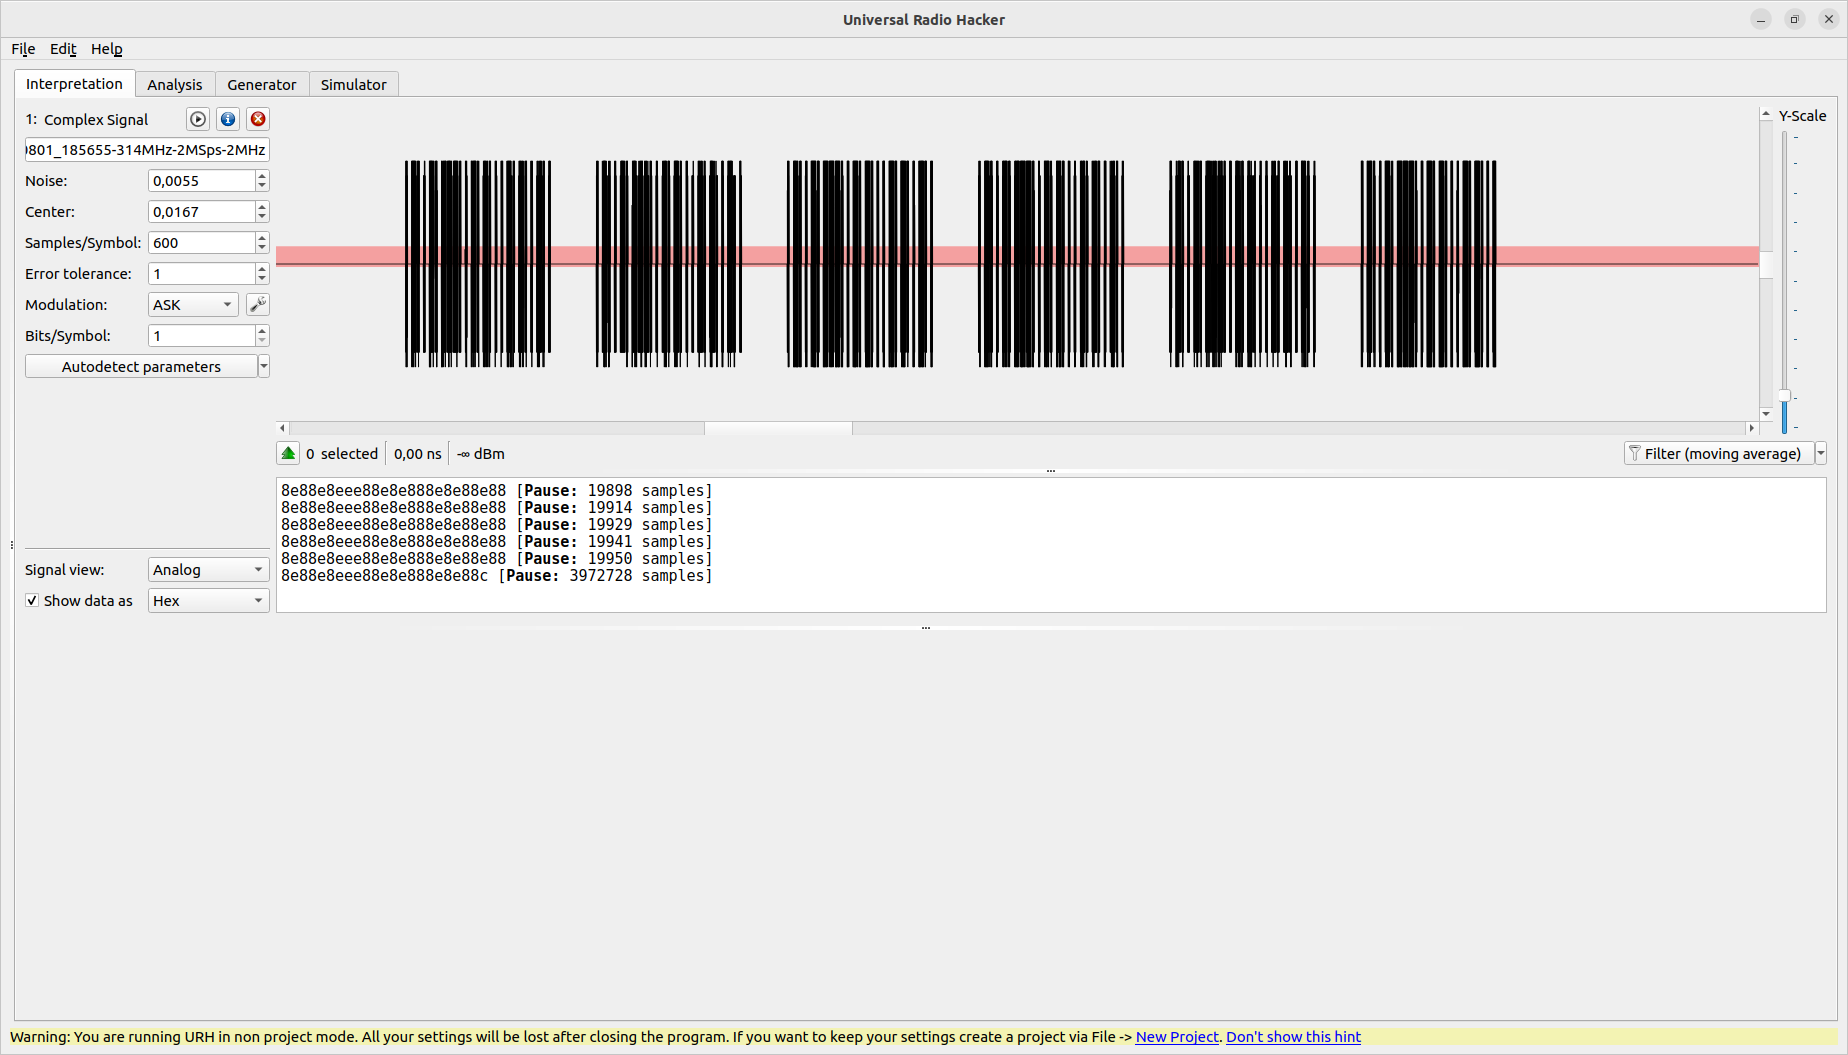 Universal Radio Hacker
File Edit Help
Interpretation Analysis Generator Simulator
1: Complex Signal
0801_185655-314MHz-2MSps-2MHz
Noise: 0,0055
Center: 0,0167
Samples/Symbol: 600
Error tolerance: 1
Modulation: ASK
Bits/Symbol: 1
Autodetect parameters
Y-Scale
0 selected 0,00 ns -∞ dBm
Filter (moving average)
8e88e8eee88e8e888e8e88e88 [Pause: 19898 samples]
8e88e8eee88e8e888e8e88e88 [Pause: 19914 samples]
8e88e8eee88e8e888e8e88e88 [Pause: 19929 samples]
8e88e8eee88e8e888e8e88e88 [Pause: 19941 samples]
8e88e8eee88e8e888e8e88e88 [Pause: 19950 samples]
8e88e8eee88e8e888e8e88c [Pause: 3972728 samples]
Signal view: Analog
Show data as Hex
Warning: You are running URH in non project mode. All your settings will be lost after closing the program. If you want to keep your settings create a project via File -> New Project. Don't show this hint